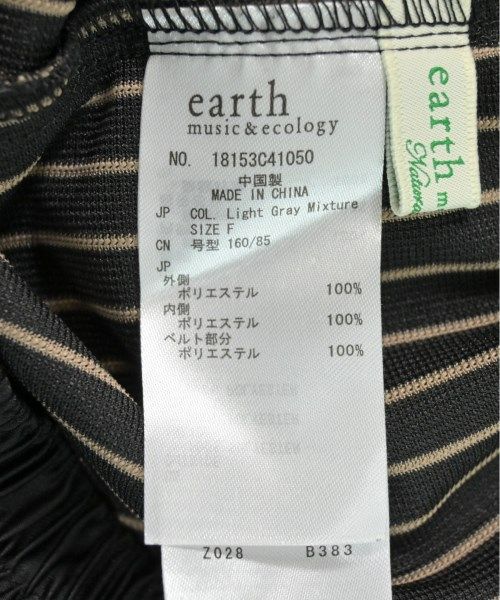 earth
music&ecology
NO. 18153C41050
中国製
MADE IN CHINA
JP COL. Light Gray Mixture
SIZE F
CN 号型 160/85
JP
外側
ポリエステル 100%
内側
ポリエステル 100%
ベルト部分
ポリエステル 100%
Z028 B383
earth m
Natura